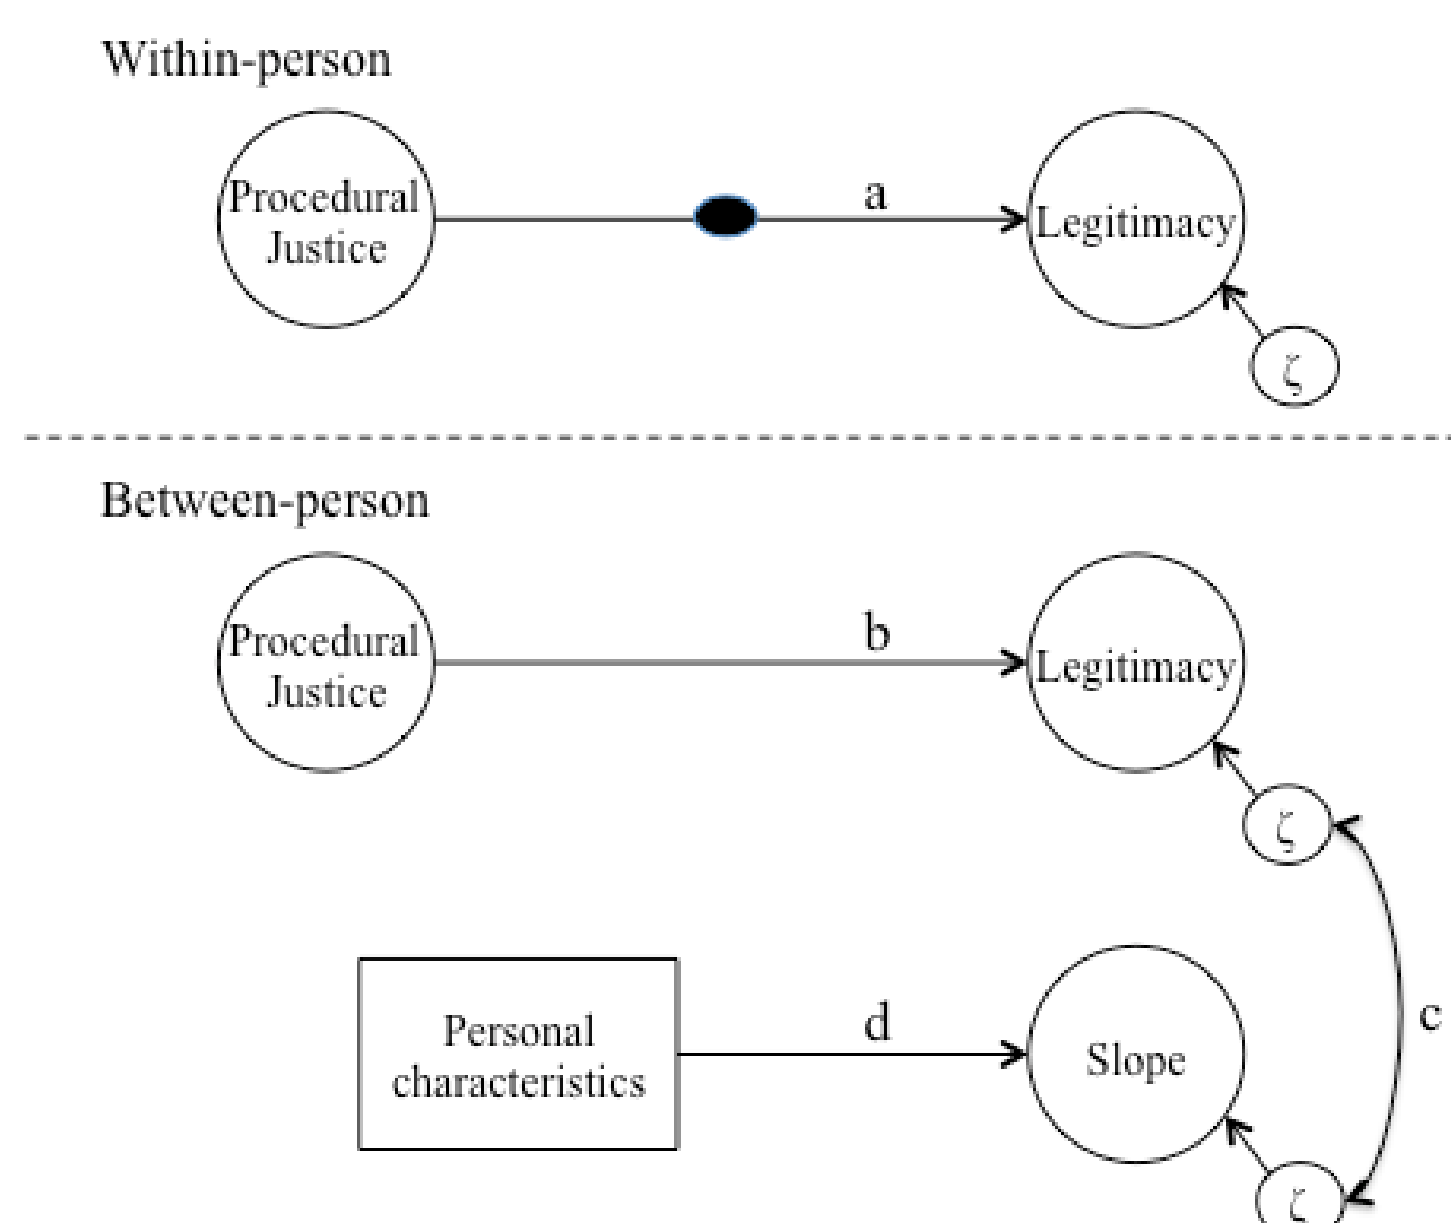 Within-person
Procedural
Justice
a
Legitimacy
ζ
Between-person
Procedural
Justice
b
Legitimacy
ζ
Personal
characteristics
d
Slope
c
ζ